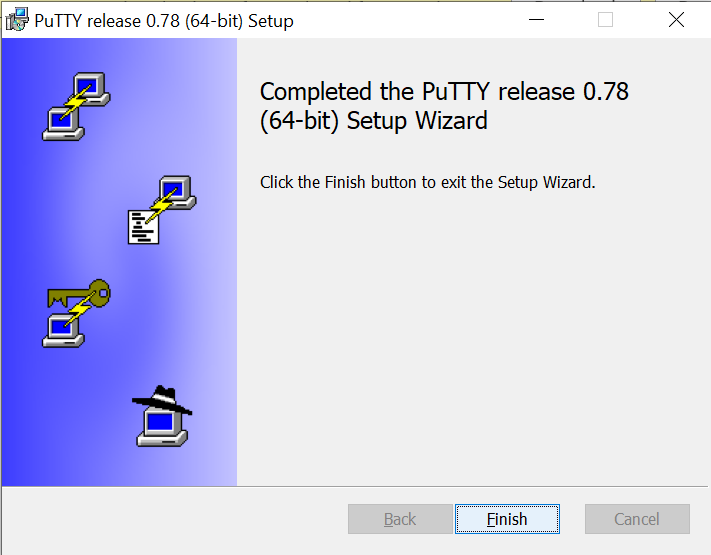 PuTTY release 0.78 (64-bit) Setup
Completed the PuTTY release 0.78
(64-bit) Setup Wizard
Click the Finish button to exit the Setup Wizard.
Back
Finish
Cancel